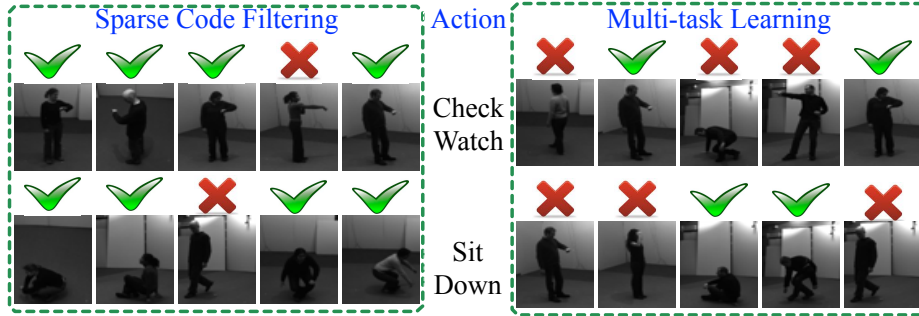 Sparse Code Filtering
Action
Multi-task Learning
Check
Watch
Sit
Down